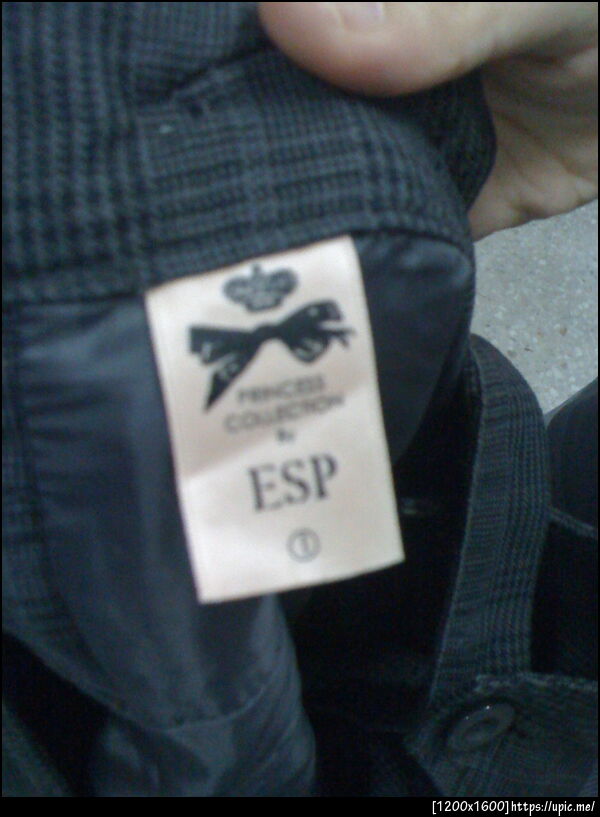 PRINCESS
COLLECTION
By
ESP
1
[1200x1600]https://upic.me/